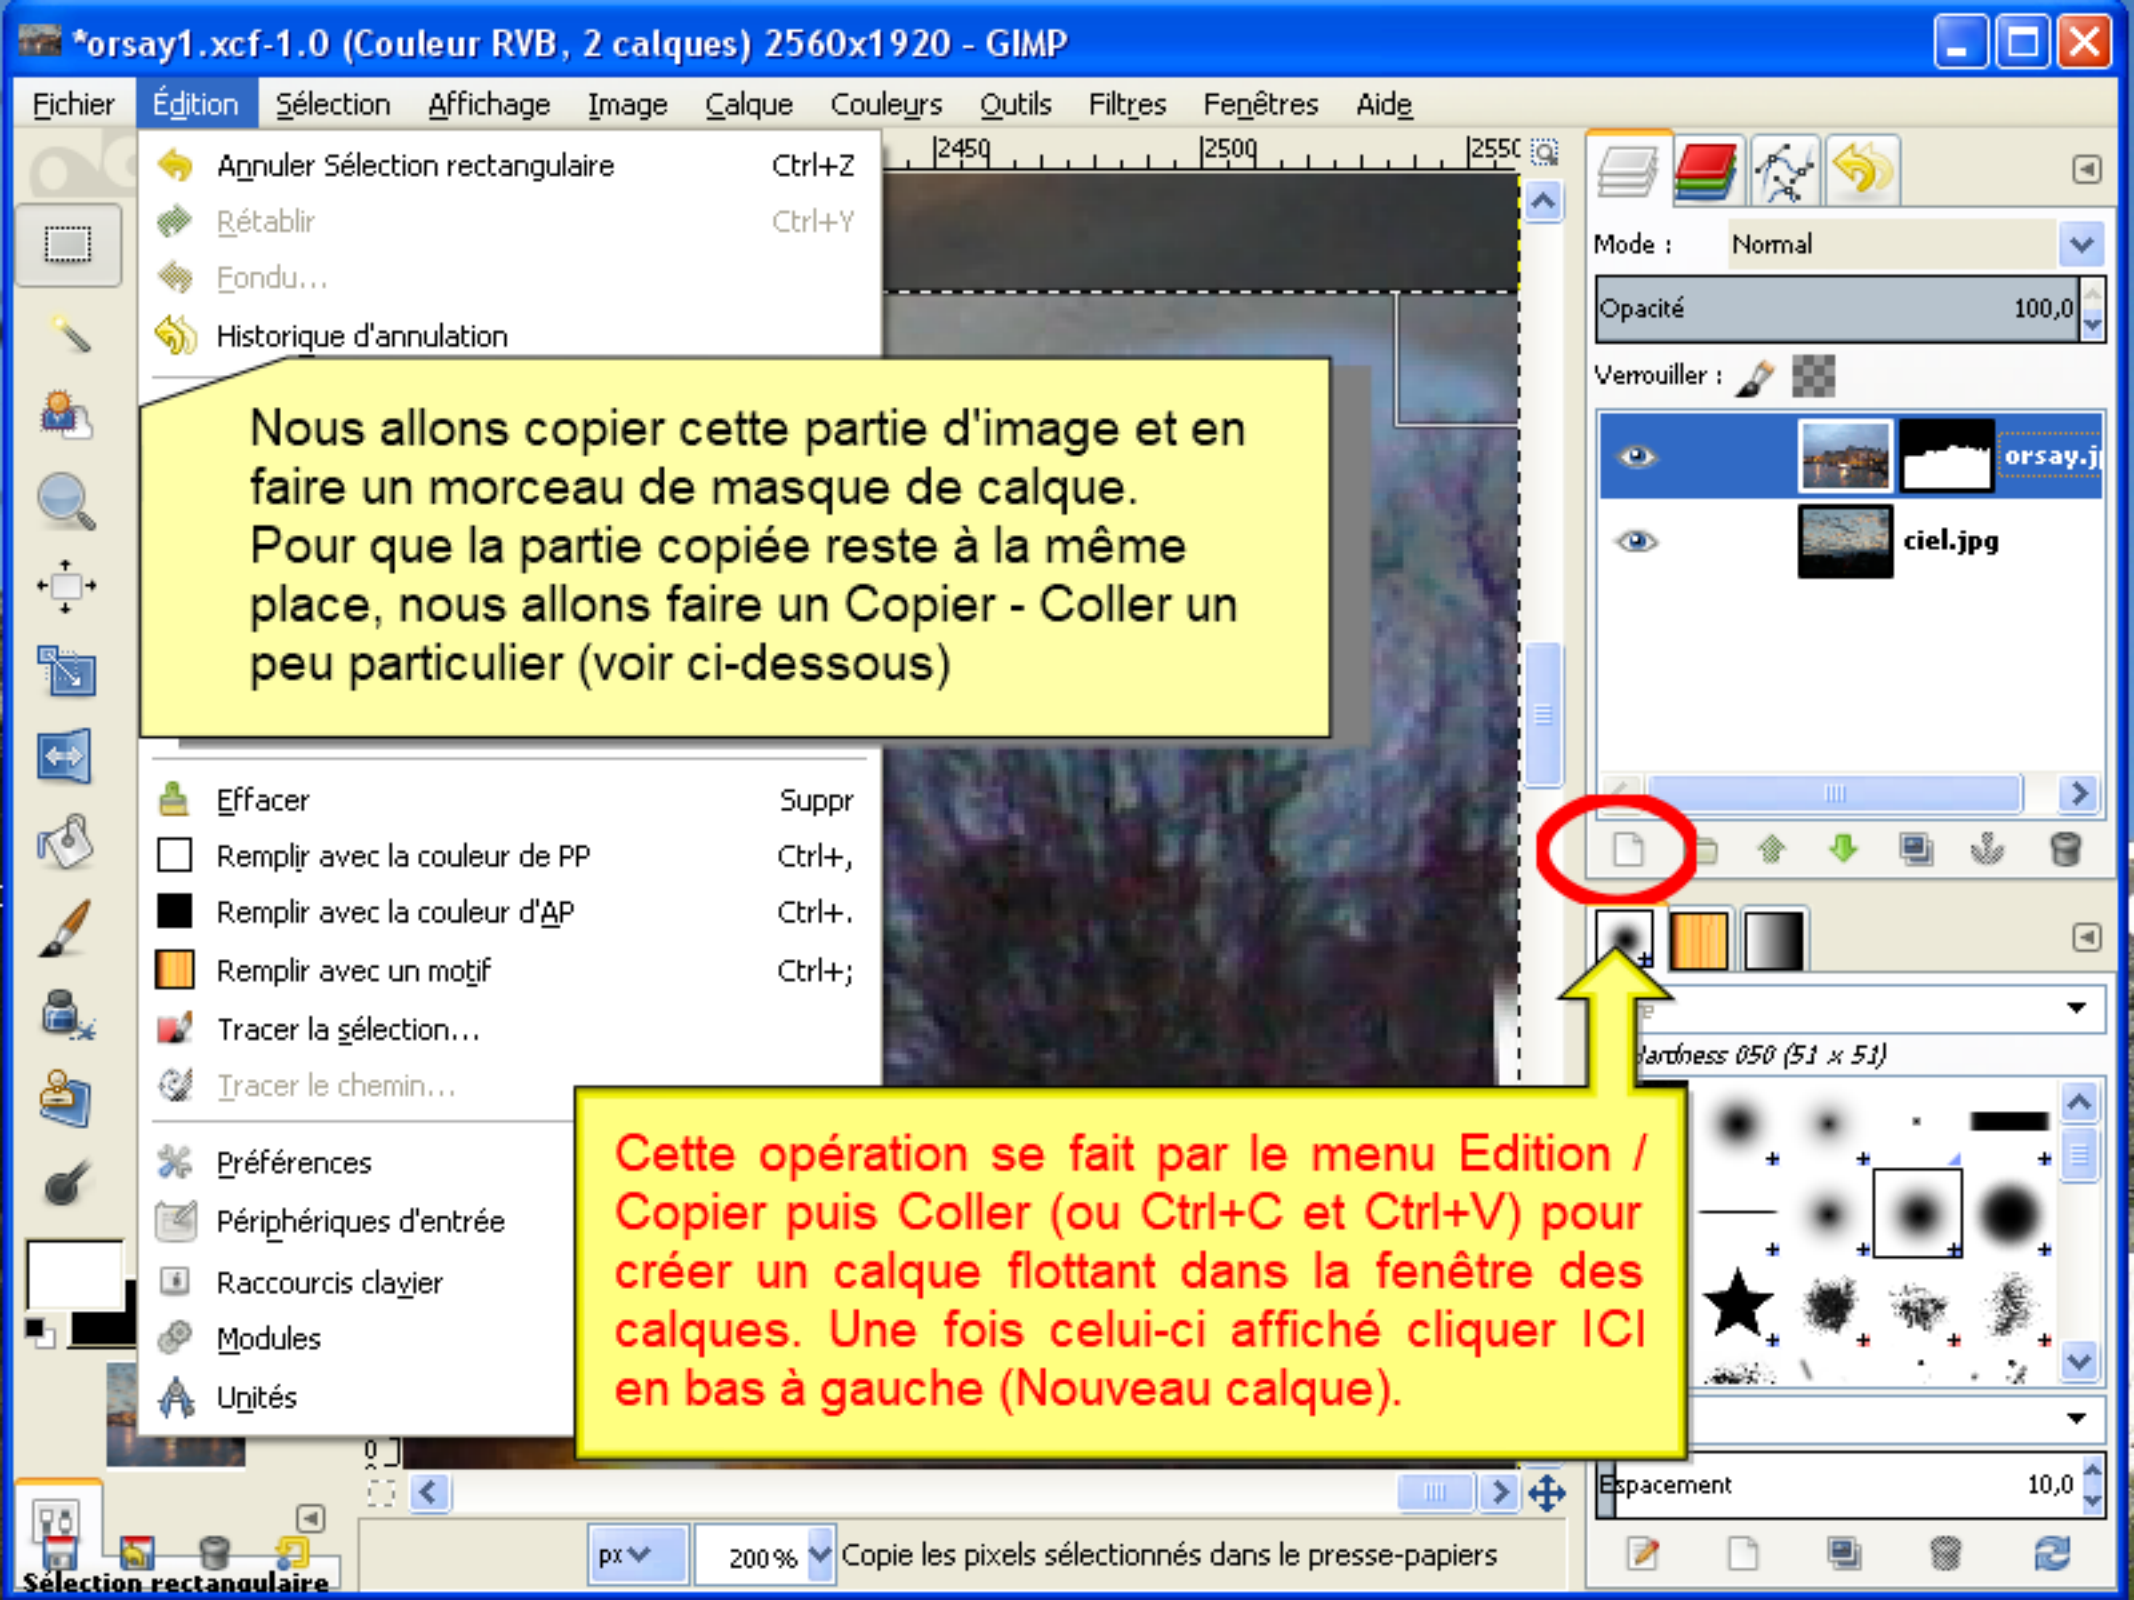 *orsay1.xcf-1.0 (Couleur RVB, 2 calques) 2560x1920 - GIMP
Fichier Édition Sélection Affichage Image Calque Couleurs Outils Filtres Fenêtres Aide
Annuler Sélection rectangulaire Ctrl+Z
Rétablir Ctrl+Y
Fondu...
Historique d'annulation
2450 2500 2550
Nous allons copier cette partie d'image et en
faire un morceau de masque de calque.
Pour que la partie copiée reste à la même
place, nous allons faire un Copier - Coller un
peu particulier (voir ci-dessous)
Effacer Suppr
Remplir avec la couleur de PP Ctrl+,
Remplir avec la couleur d'AP Ctrl+.
Remplir avec un motif Ctrl+;
Tracer la sélection...
Tracer le chemin...
Préférences
Périphériques d'entrée
Raccourcis clavier
Modules
Unités
Cette opération se fait par le menu Edition /
Copier puis Coller (ou Ctrl+C et Ctrl+V) pour
créer un calque flottant dans la fenêtre des
calques. Une fois celui-ci affiché cliquer ICI
en bas à gauche (Nouveau calque).
Mode : Normal
Opacité 100,0
Verrouiller :
orsay.j
ciel.jpg
ardness 050 (51 x 51)
Espacement 10,0
0
px 200 % Copie les pixels sélectionnés dans le presse-papiers
Sélection rectangulaire